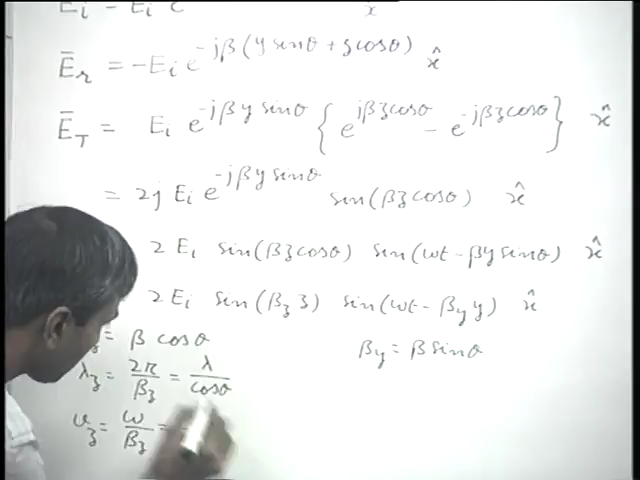 E_i = E_i e x̂
Ē_r = -E_i e^{-jβ(y sinθ + z cosθ)} x̂
Ē_T = E_i e^{-jβy sinθ} { e^{jβz cosθ} - e^{-jβz cosθ} } x̂
= 2j E_i e^{-jβy sinθ} sin(βz cosθ) x̂
2 E_i sin(βz cosθ) sin(ωt - βy sinθ) x̂
2 E_i sin(β_z z) sin(ωt - β_y y) x̂
z = β cosθ β_y = β sinθ
λ_z = 2π/β_z = λ/cosθ
v_z = ω/β_z =